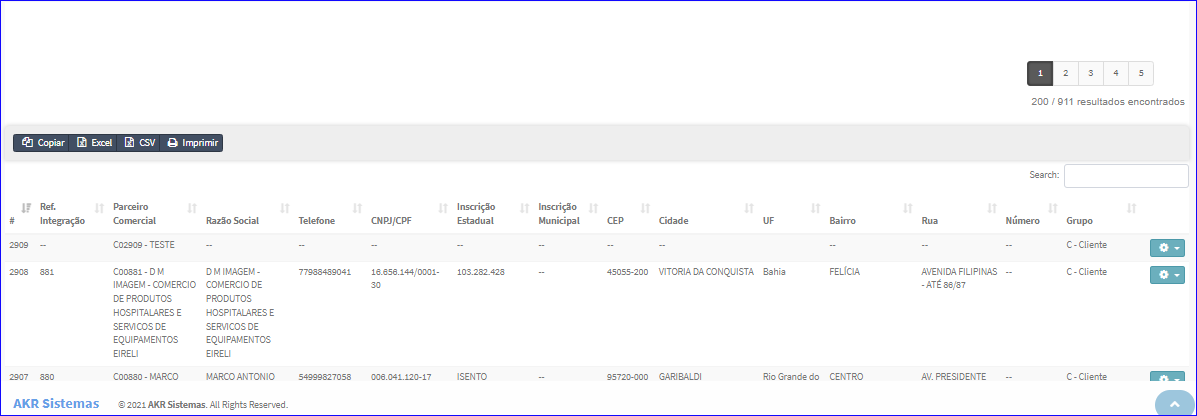 1 2 3 4 5
200 / 911 resultados encontrados
Copiar Excel CSV Imprimir
Search:
# Ref. Integração Parceiro Comercial Razão Social Telefone CNPJ/CPF Inscrição Estadual Inscrição Municipal CEP Cidade UF Bairro Rua Número Grupo
2909 -- C02909 - TESTE -- -- -- -- -- -- -- -- -- -- C - Cliente
2908 881 C00881 - D M D M IMAGEM - 77988489041 16.656.144/0001- 103.282.428 -- 45055-200 VITORIA DA CONQUISTA Bahia FELÍCIA AVENIDA FILIPINAS -- C - Cliente
IMAGEM - COMERCIO COMERCIO DE 30 - ATÉ 86/87
DE PRODUTOS PRODUTOS
HOSPITALARES E HOSPITALARES E
SERVICOS DE SERVICOS DE
EQUIPAMENTOS EQUIPAMENTOS
EIRELI EIRELI
2907 880 C00880 - MARCO MARCO ANTONIO 54999827058 006.041.120-17 ISENTO -- 95720-000 GARIBALDI Rio Grande do CENTRO AV. PRESIDENTE -- C - Cliente
AKR Sistemas © 2021 AKR Sistemas. All Rights Reserved.